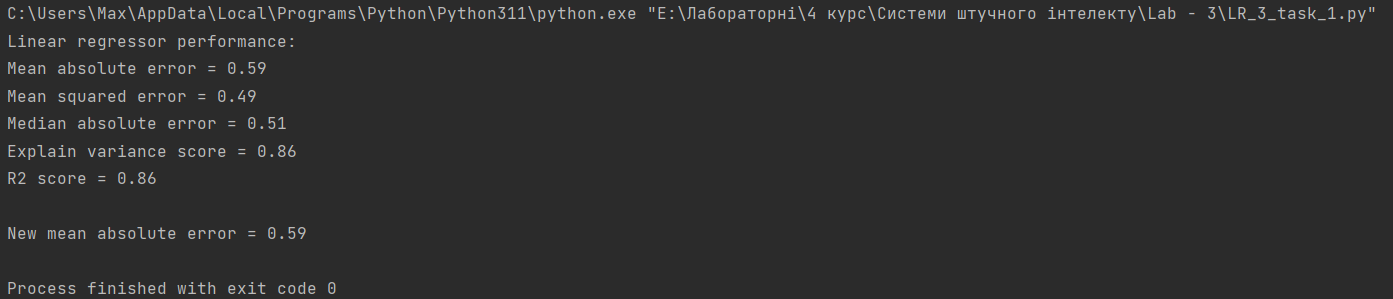 C:\Users\Max\AppData\Local\Programs\Python\Python311\python.exe "E:\Лабораторні\4 курс\Системи штучного інтелекту\Lab - 3\LR_3_task_1.py"
Linear regressor performance:
Mean absolute error = 0.59
Mean squared error = 0.49
Median absolute error = 0.51
Explain variance score = 0.86
R2 score = 0.86
New mean absolute error = 0.59
Process finished with exit code 0